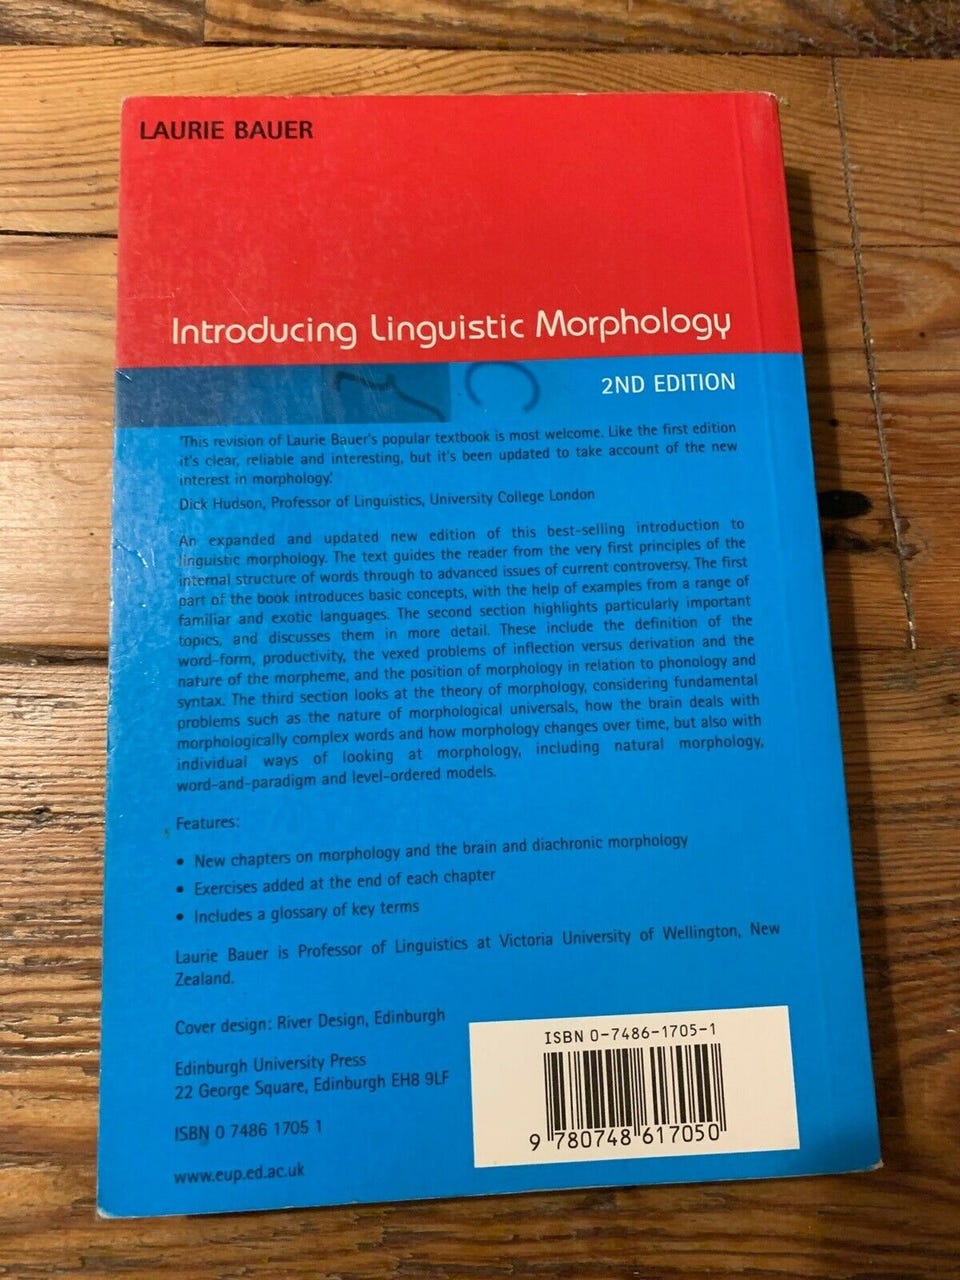 LAURIE BAUER
Introducing Linguistic Morphology
2ND EDITION
'This revision of Laurie Bauer's popular textbook is most welcome. Like the first edition
it's clear, reliable and interesting, but it's been updated to take account of the new
interest in morphology.'
Dick Hudson, Professor of Linguistics, University College London
An expanded and updated new edition of this best-selling introduction to
linguistic morphology. The text guides the reader from the very first principles of the
internal structure of words through to advanced issues of current controversy. The first
part of the book introduces basic concepts, with the help of examples from a range of
familiar and exotic languages. The second section highlights particularly important
topics, and discusses them in more detail. These include the definition of the
word-form, productivity, the vexed problems of inflection versus derivation and the
nature of the morpheme, and the position of morphology in relation to phonology and
syntax. The third section looks at the theory of morphology, considering fundamental
problems such as the nature of morphological universals, how the brain deals with
morphologically complex words and how morphology changes over time, but also with
individual ways of looking at morphology, including natural morphology,
word-and-paradigm and level-ordered models.
Features:
• New chapters on morphology and the brain and diachronic morphology
• Exercises added at the end of each chapter
• Includes a glossary of key terms
Laurie Bauer is Professor of Linguistics at Victoria University of Wellington, New
Zealand.
Cover design: River Design, Edinburgh
Edinburgh University Press
22 George Square, Edinburgh EH8 9LF
ISBN 0 7486 1705 1
www.eup.ed.ac.uk
ISBN 0-7486-1705-1
9 780748 617050